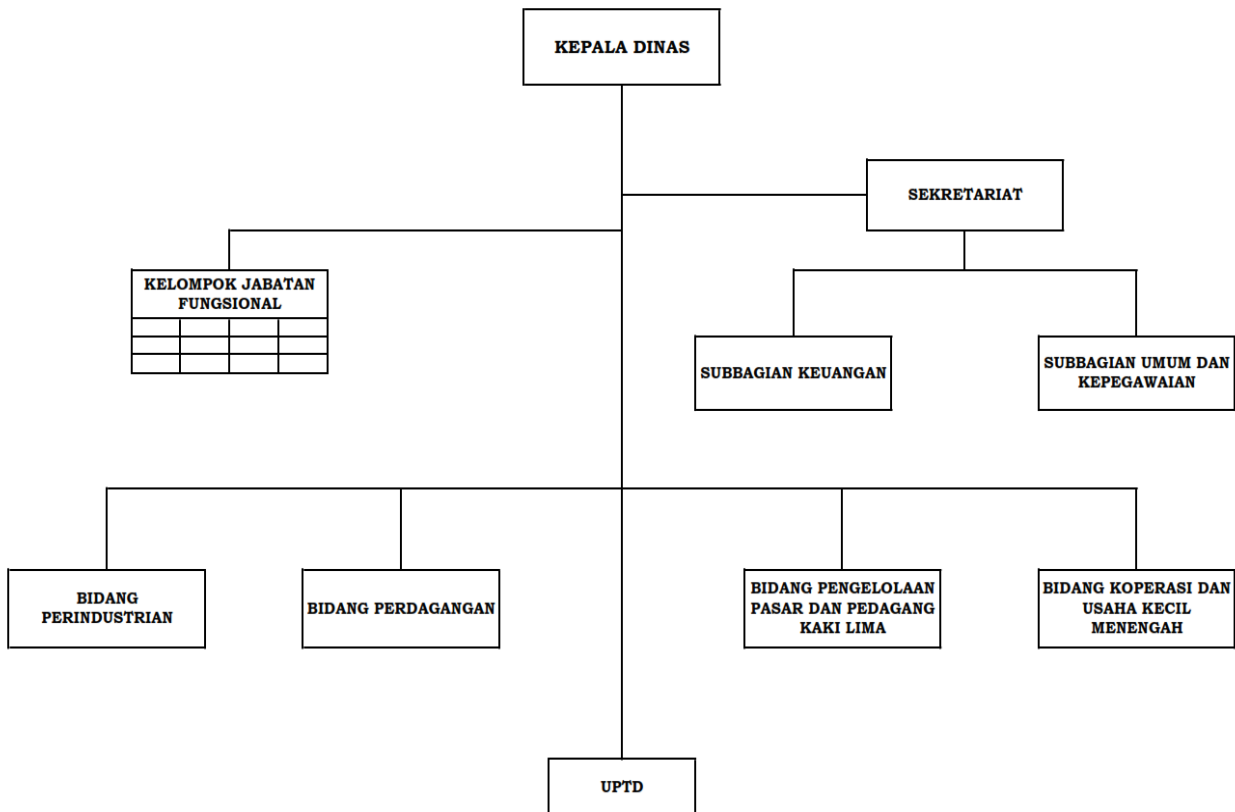 KEPALA DINAS
SEKRETARIAT
KELOMPOK JABATAN
FUNGSIONAL
SUBBAGIAN KEUANGAN
SUBBAGIAN UMUM DAN
KEPEGAWAIAN
BIDANG
PERINDUSTRIAN
BIDANG PERDAGANGAN
BIDANG PENGELOLAAN
PASAR DAN PEDAGANG
KAKI LIMA
BIDANG KOPERASI DAN
USAHA KECIL
MENENGAH
UPTD